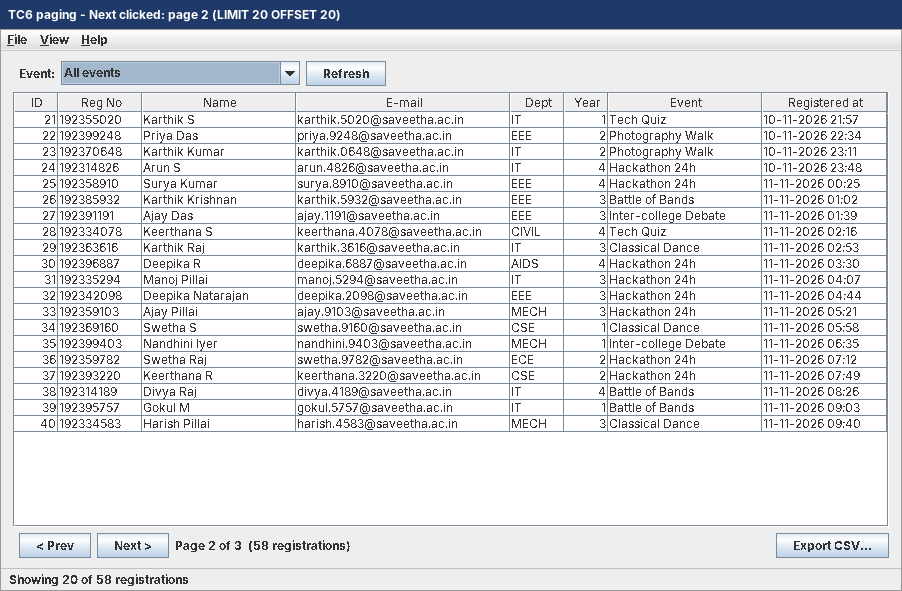 TC6 paging - Next clicked: page 2 (LIMIT 20 OFFSET 20)
File View Help
Event: All events Refresh
ID Reg No Name E-mail Dept Year Event Registered at
21 192355020 Karthik S karthik.5020@saveetha.ac.in IT 1 Tech Quiz 10-11-2026 21:57
22 192399248 Priya Das priya.9248@saveetha.ac.in EEE 2 Photography Walk 10-11-2026 22:34
23 192370648 Karthik Kumar karthik.0648@saveetha.ac.in IT 2 Photography Walk 10-11-2026 23:11
24 192314826 Arun S arun.4826@saveetha.ac.in IT 4 Hackathon 24h 10-11-2026 23:48
25 192358910 Surya Kumar surya.8910@saveetha.ac.in EEE 4 Hackathon 24h 11-11-2026 00:25
26 192385932 Karthik Krishnan karthik.5932@saveetha.ac.in EEE 3 Battle of Bands 11-11-2026 01:02
27 192391191 Ajay Das ajay.1191@saveetha.ac.in EEE 3 Inter-college Debate 11-11-2026 01:39
28 192334078 Keerthana S keerthana.4078@saveetha.ac.in CIVIL 4 Tech Quiz 11-11-2026 02:16
29 192363616 Karthik Raj karthik.3616@saveetha.ac.in IT 3 Classical Dance 11-11-2026 02:53
30 192396887 Deepika R deepika.6887@saveetha.ac.in AIDS 4 Hackathon 24h 11-11-2026 03:30
31 192335294 Manoj Pillai manoj.5294@saveetha.ac.in IT 3 Hackathon 24h 11-11-2026 04:07
32 192342098 Deepika Natarajan deepika.2098@saveetha.ac.in EEE 3 Hackathon 24h 11-11-2026 04:44
33 192359103 Ajay Pillai ajay.9103@saveetha.ac.in MECH 3 Hackathon 24h 11-11-2026 05:21
34 192369160 Swetha S swetha.9160@saveetha.ac.in CSE 1 Classical Dance 11-11-2026 05:58
35 192399403 Nandhini Iyer nandhini.9403@saveetha.ac.in MECH 1 Inter-college Debate 11-11-2026 06:35
36 192359782 Swetha Raj swetha.9782@saveetha.ac.in ECE 2 Hackathon 24h 11-11-2026 07:12
37 192393220 Keerthana R keerthana.3220@saveetha.ac.in CSE 2 Hackathon 24h 11-11-2026 07:49
38 192314189 Divya Raj divya.4189@saveetha.ac.in IT 4 Battle of Bands 11-11-2026 08:26
39 192395757 Gokul M gokul.5757@saveetha.ac.in IT 1 Battle of Bands 11-11-2026 09:03
40 192334583 Harish Pillai harish.4583@saveetha.ac.in MECH 3 Classical Dance 11-11-2026 09:40
< Prev Next > Page 2 of 3 (58 registrations) Export CSV...
Showing 20 of 58 registrations